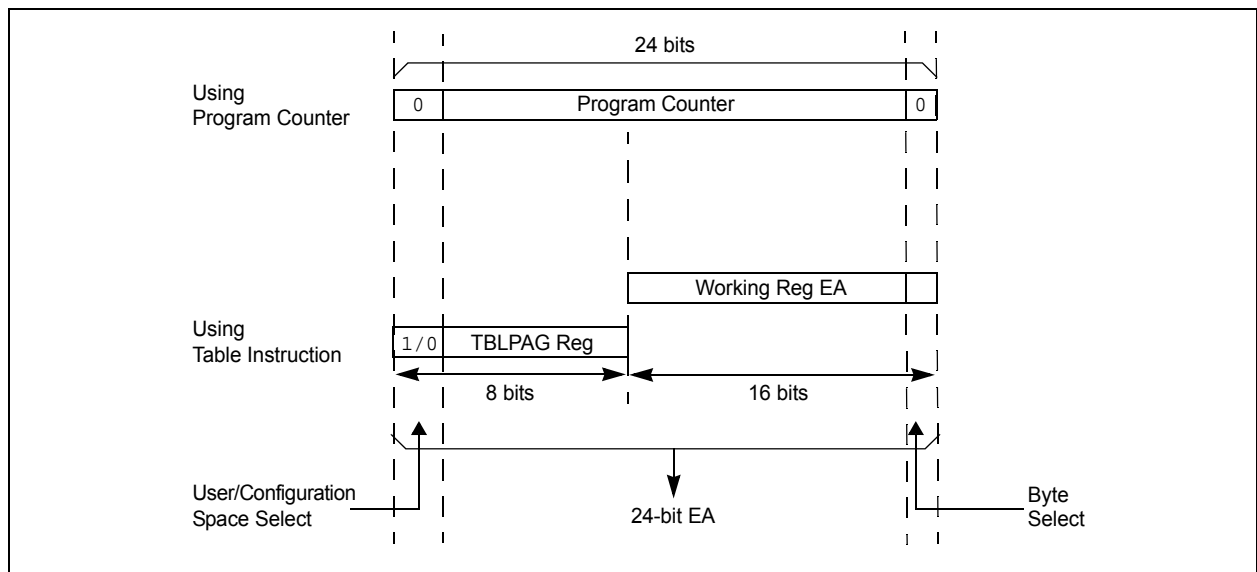 24 bits
Using
Program Counter
0
Program Counter
0
Working Reg EA
Using
Table Instruction
1/0
TBLPAG Reg
8 bits
16 bits
User/Configuration
Space Select
24-bit EA
Byte
Select